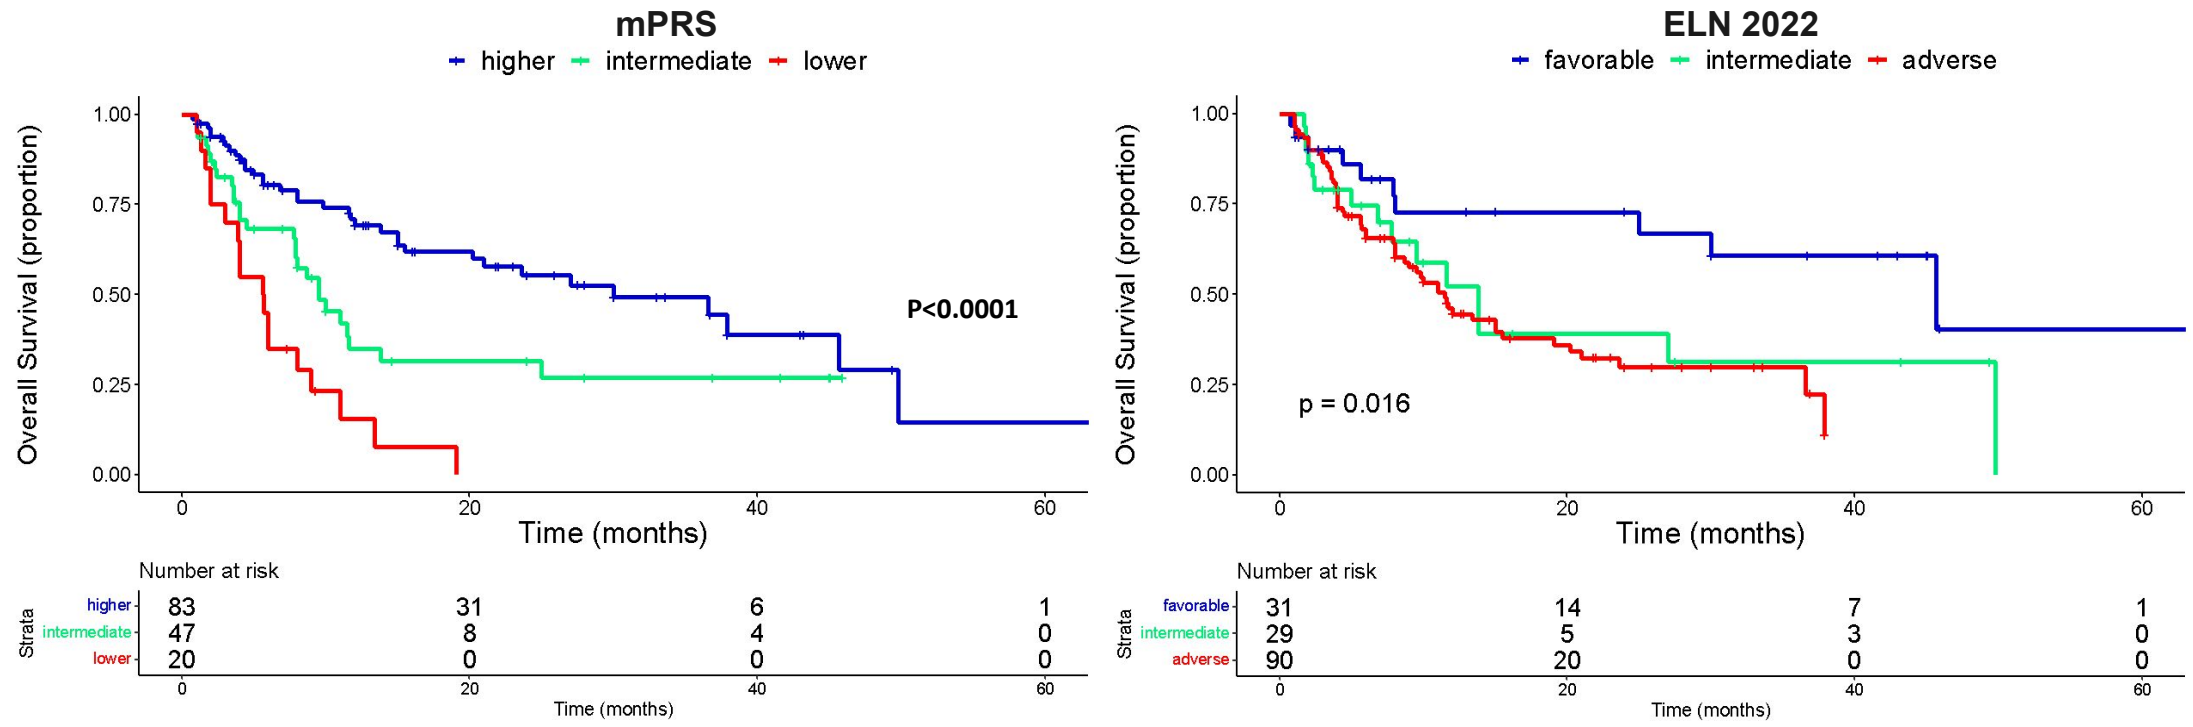 mPRS
higher intermediate lower
1.00
0.75
0.50
0.25
0.00
Overall Survival (proportion)
P<0.0001
0 20 40 60
Time (months)
Number at risk
Strata
higher 83 31 6 1
intermediate 47 8 4 0
lower 20 0 0 0
0 20 40 60
Time (months)
ELN 2022
favorable intermediate adverse
1.00
0.75
0.50
0.25
0.00
Overall Survival (proportion)
p = 0.016
0 20 40 60
Time (months)
Number at risk
Strata
favorable 31 14 7 1
intermediate 29 5 3 0
adverse 90 20 0 0
0 20 40 60
Time (months)